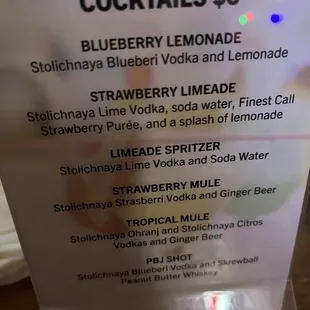 COCKTAILS
BLUEBERRY LEMONADE
Stolichnaya Blueberi Vodka and Lemonade
STRAWBERRY LIMEADE
Stolichnaya Lime Vodka, soda water, Finest Call
Strawberry Purée, and a splash of lemonade
LIMEADE SPRITZER
Stolichnaya Lime Vodka and Soda Water
STRAWBERRY MULE
Stolichnaya Strasberri Vodka and Ginger Beer
TROPICAL MULE
Stolichnaya Ohranj and Stolichnaya Citros
Vodkas and Ginger Beer
PBJ SHOT
Stolichnaya Blueberi Vodka and Skrewball
Peanut Butter Whiskey